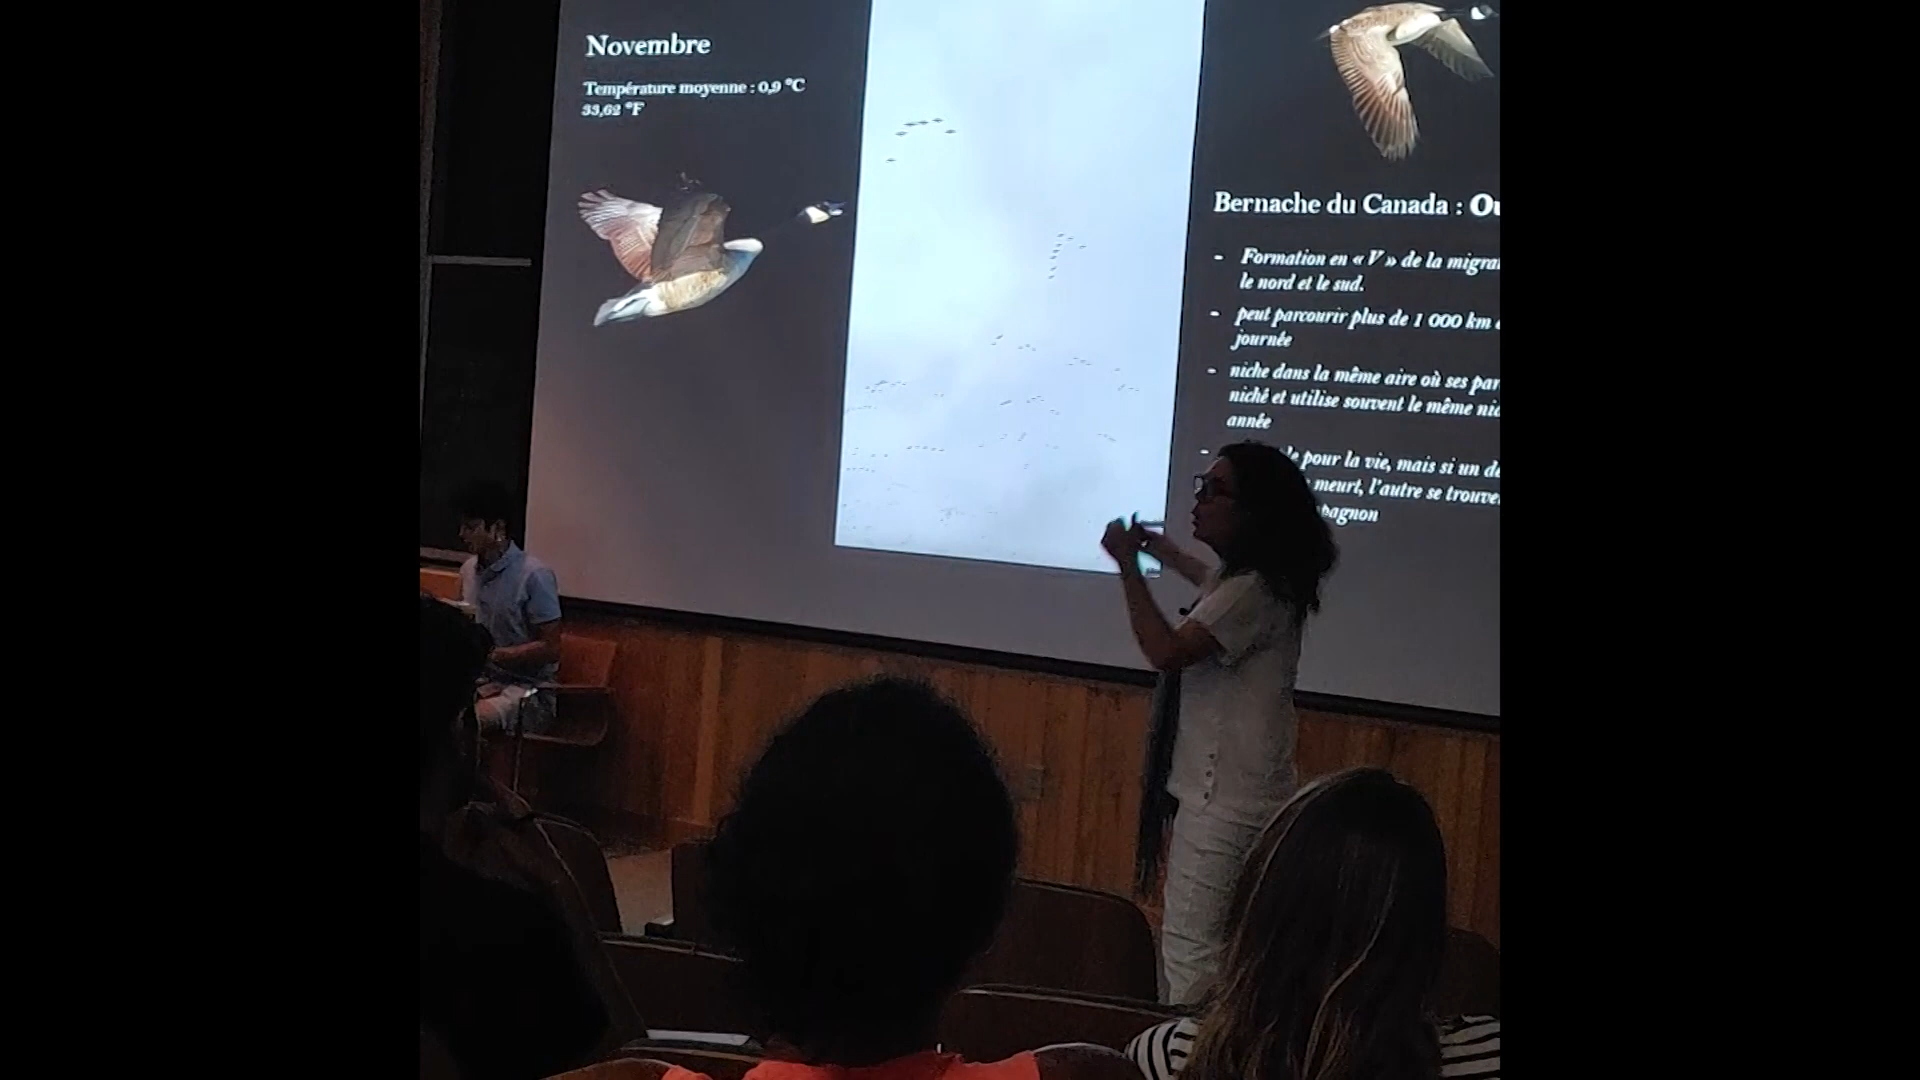 Novembre
Température moyenne : 0,9 °C
33,62 °F
Bernache du Canada :
- Formation en « V » de la
le nord et le sud.
- peut parcourir plus de 1 000 km
journée
- niche dans la même aire où ses
niché et utilise souvent le même
année
- pour la vie, mais si un
meurt, l'autre se